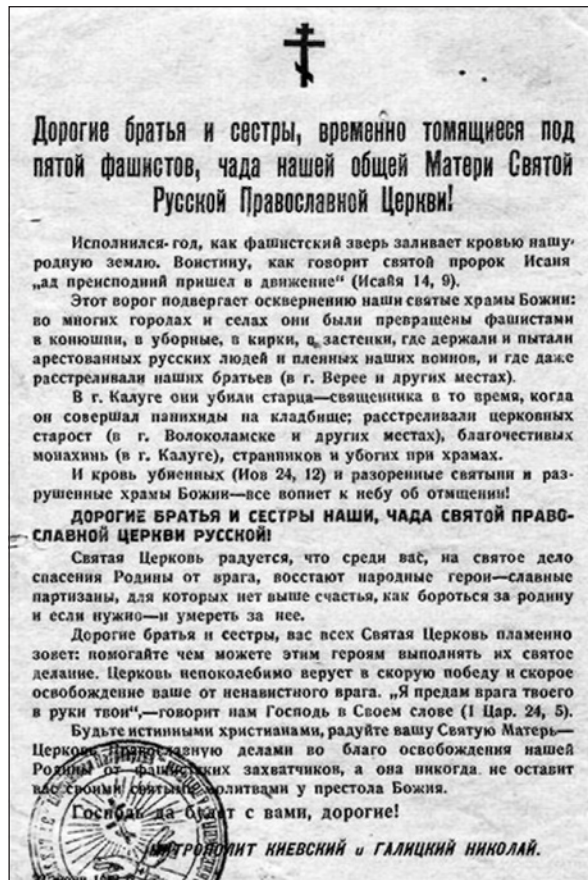 Дорогие братья и сестры, временно томящиеся под
пятой фашистов, чада нашей общей Матери Святой
Русской Православной Церкви!
Исполнился год, как фашистский зверь заливает кровью нашу
родную землю. Воистину, как говорит святой пророк Исаия
„ад преисподний пришел в движение“ (Исайя 14, 9).
Этот ворог подвергает осквернению наши святые храмы Божии:
во многих городах и селах они были превращены фашистами
в конюшни, в уборные, в кирки, в застенки, где держали и пытали
арестованных русских людей и пленных наших воинов, и где даже
расстреливали наших братьев (в г. Верее и других местах).
В г. Калуге они убили старца—священника в то время, когда
он совершал панихиды на кладбище; расстреливали церковных
старост (в г. Волоколамске и других местах), благочестивых
монахинь (в г. Калуге), странников и убогих при храмах.
И кровь убиенных (Иов 24, 12) и разоренные святыни и раз-
рушенные храмы Божии—все вопиет к небу об отмщении!
ДОРОГИЕ БРАТЬЯ И СЕСТРЫ НАШИ, ЧАДА СВЯТОЙ ПРАВО-
СЛАВНОЙ ЦЕРКВИ РУССКОЙ!
Святая Церковь радуется, что среди вас, на святое дело
спасения Родины от врага, восстают народные герои—славные
партизаны, для которых нет выше счастья, как бороться за родину
и если нужно—и умереть за нее.
Дорогие братья и сестры, вас всех Святая Церковь пламенно
зовет: помогайте чем можете этим героям выполнять их святое
делание. Церковь непоколебимо верует в скорую победу и скорое
освобождение ваше от ненавистного врага. „Я предам врага твоего
в руки твои“,—говорит нам Господь в Своем слове (I Цар. 24, 5).
Будьте истинными христианами, радуйте вашу Святую Матерь—
Церковь Православную делами во благо освобождения нашей
Родины от фашистских захватчиков, а она никогда не оставит
вас своими святыми молитвами у престола Божия.
Господь да будет с вами, дорогие!
МИТРОПОЛИТ КИЕВСКИЙ и ГАЛИЦКИЙ НИКОЛАЙ.